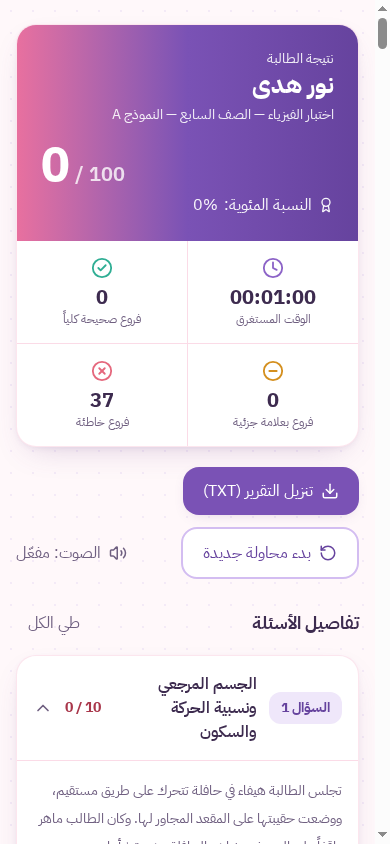 نتيجة الطالبة
نور هدى
اختبار الفيزياء — الصف السابع — النموذج A
0 / 100
النسبة المئوية: 0%
00:01:00
الوقت المستغرق
0
فروع صحيحة كلياً
0
فروع بعلامة جزئية
37
فروع خاطئة
تنزيل التقرير (TXT)
بدء محاولة جديدة
الصوت: مفعّل
تفاصيل الأسئلة
طي الكل
السؤال 1
الجسم المرجعي
ونسبية الحركة
والسكون
0 / 10
تجلس الطالبة هيفاء في حافلة تتحرك على طريق مستقيم،
ووضعت حقيبتها على المقعد المجاور لها. وكان الطالب ماهر